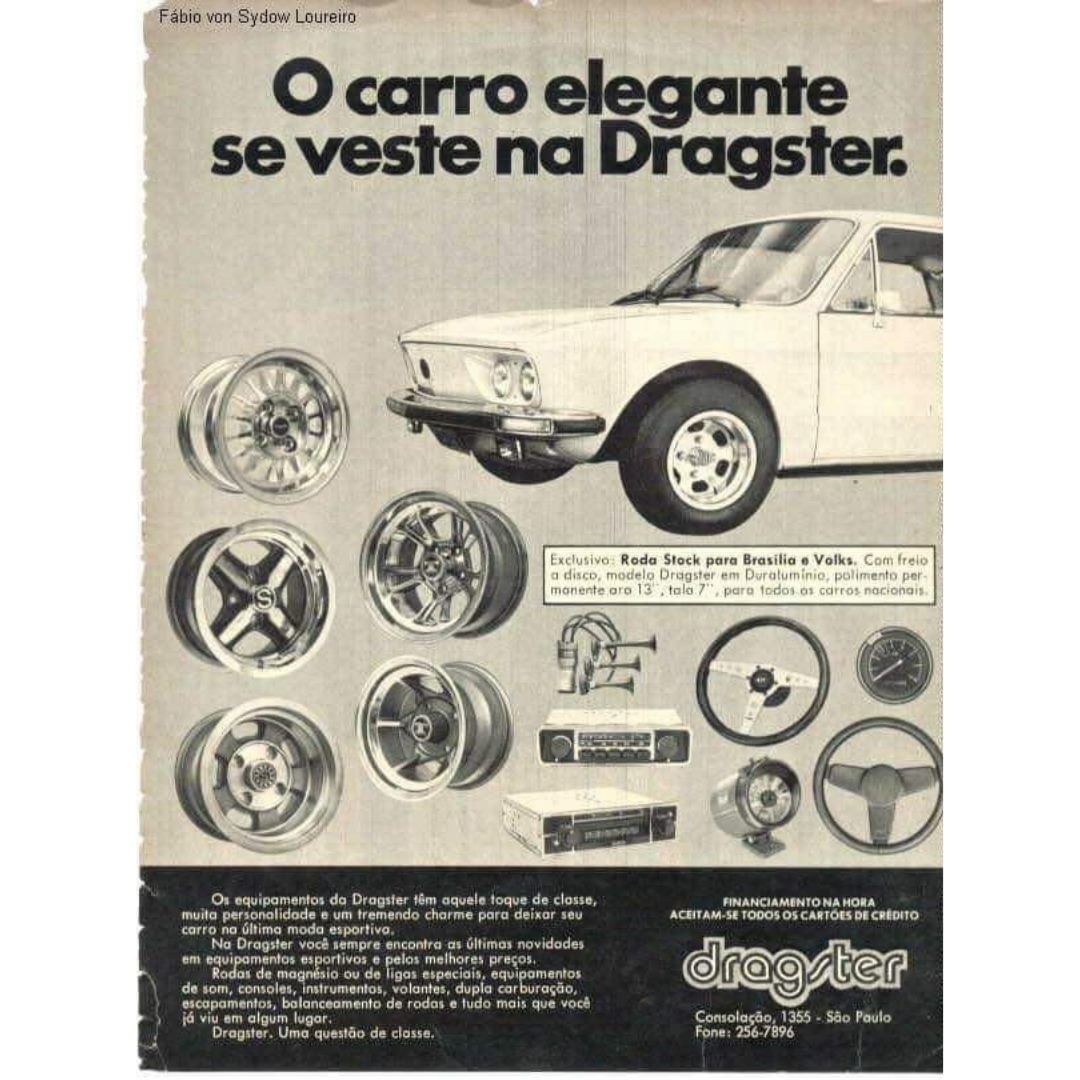 Fábio von Sydow Loureiro
O carro elegante
se veste na Dragster.
Exclusivo: Roda Stock para Brasília e Volks. Com freio
a disco, modelo Dragster em Duralumínio, polimento per-
manente aro 13'', tala 7'', para todos os carros nacionais.
S
Os equipamentos da Dragster têm aquele toque de classe,
muita personalidade e um tremendo charme para deixar seu
carro na última moda esportiva.
Na Dragster você sempre encontra as últimas novidades
em equipamentos esportivos e pelos melhores preços.
Rodas de magnésio ou de ligas especiais, equipamentos
de som, consoles, instrumentos, volantes, dupla carburação,
escapamentos, balanceamento de rodas e tudo mais que você
já viu em algum lugar.
Dragster. Uma questão de classe.
FINANCIAMENTO NA HORA
ACEITAM-SE TODOS OS CARTÕES DE CRÉDITO
dragster
Consolação, 1355 - São Paulo
Fone: 256-7896